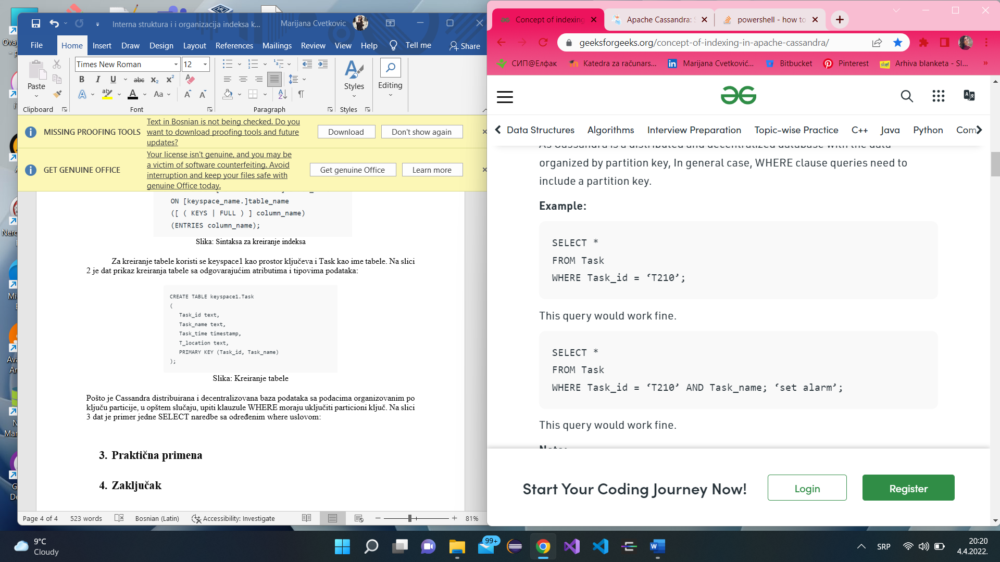 Interna struktura i i organizacija indeksa k...
Marijana Cvetkovic
File
Home
Insert
Draw
Design
Layout
References
Mailings
Review
View
Help
Tell me
Share
Paste
Times New Roman
12
Styles
Editing
Clipboard
Font
Paragraph
Styles
MISSING PROOFING TOOLS
Text in Bosnian is not being checked. Do you
want to download proofing tools and future
updates?
Download
Don't show again
GET GENUINE OFFICE
Your license isn't genuine, and you may be
a victim of software counterfeiting. Avoid
interruption and keep your files safe with
genuine Office today.
Get genuine Office
Learn more
ON [keyspace_name.]table_name
([ ( KEYS | FULL ) ] column_name)
(ENTRIES column_name);
Slika: Sintaksa za kreiranje indeksa
Za kreiranje tabele koristi se keyspace1 kao prostor ključeva i Task kao ime tabele. Na slici
2 je dat prikaz kreiranja tabele sa odgovarajućim atributima i tipovima podataka:
CREATE TABLE keyspace1.Task
(
Task_id text,
Task_name text,
Task_time timestamp,
T_location text,
PRIMARY KEY (Task_id, Task_name)
);
Slika: Kreiranje tabele
Pošto je Cassandra distribuirana i decentralizovana baza podataka sa podacima organizovanim po
ključu particije, u opštem slučaju, upiti klauzule WHERE moraju uključiti particioni ključ. Na slici
3 dat je primer jedne SELECT naredbe sa određenim where uslovom:
3. Praktična primena
4. Zaključak
Page 4 of 4
523 words
Bosnian (Latin)
Accessibility: Investigate
81%
Concept of indexing
Apache Cassandra: S
powershell - how to
geeksforgeeks.org/concept-of-indexing-in-apache-cassandra/
СИП@Елфак
Katedra za računars...
Marijana Cvetković...
Bitbucket
Pinterest
Arhiva blanketa - Sl...
Data Structures
Algorithms
Interview Preparation
Topic-wise Practice
C++
Java
Python
Com
As Cassandra is a distributed and decentralized database with the data
organized by partition key, In general case, WHERE clause queries need to
include a partition key.
Example:
SELECT *
FROM Task
WHERE Task_id = ‘T210’;
This query would work fine.
SELECT *
FROM Task
WHERE Task_id = ‘T210’ AND Task_name; ‘set alarm’;
This query would work fine.
Note:
Start Your Coding Journey Now!
Login
Register
9°C
Cloudy
99+
SRP
20:20
4.4.2022.